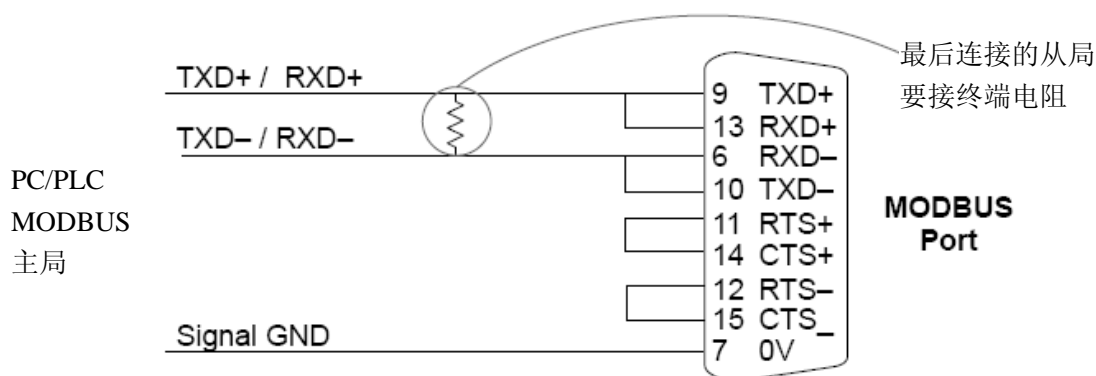 最后连接的从局
要接终端电阻
TXD+ / RXD+
TXD– / RXD–
PC/PLC
MODBUS
主局
Signal GND
9 TXD+
13 RXD+
6 RXD–
10 TXD–
11 RTS+
14 CTS+
12 RTS–
15 CTS_
7 0V
MODBUS
Port